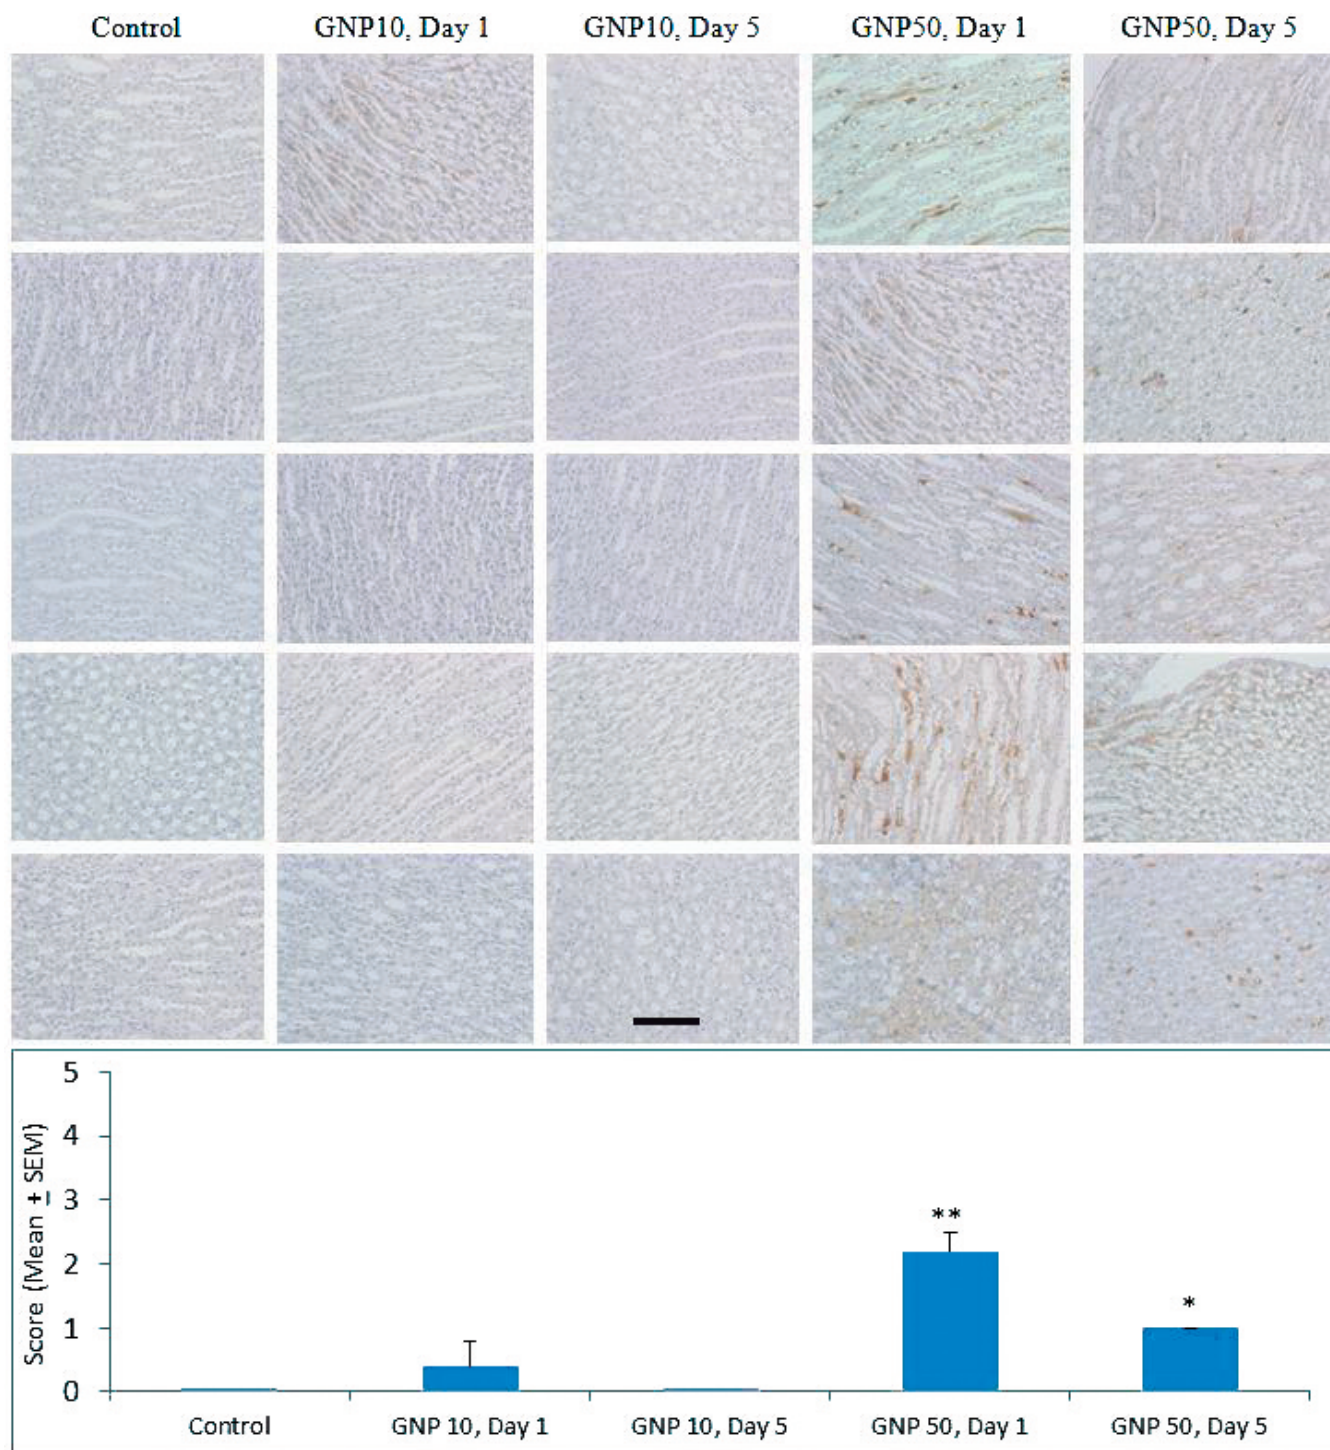 Control GNP10, Day 1 GNP10, Day 5 GNP50, Day 1 GNP50, Day 5
5
4
3
2
1
0
Score (Mean ± SEM)
**
*
Control GNP 10, Day 1 GNP 10, Day 5 GNP 50, Day 1 GNP 50, Day 5